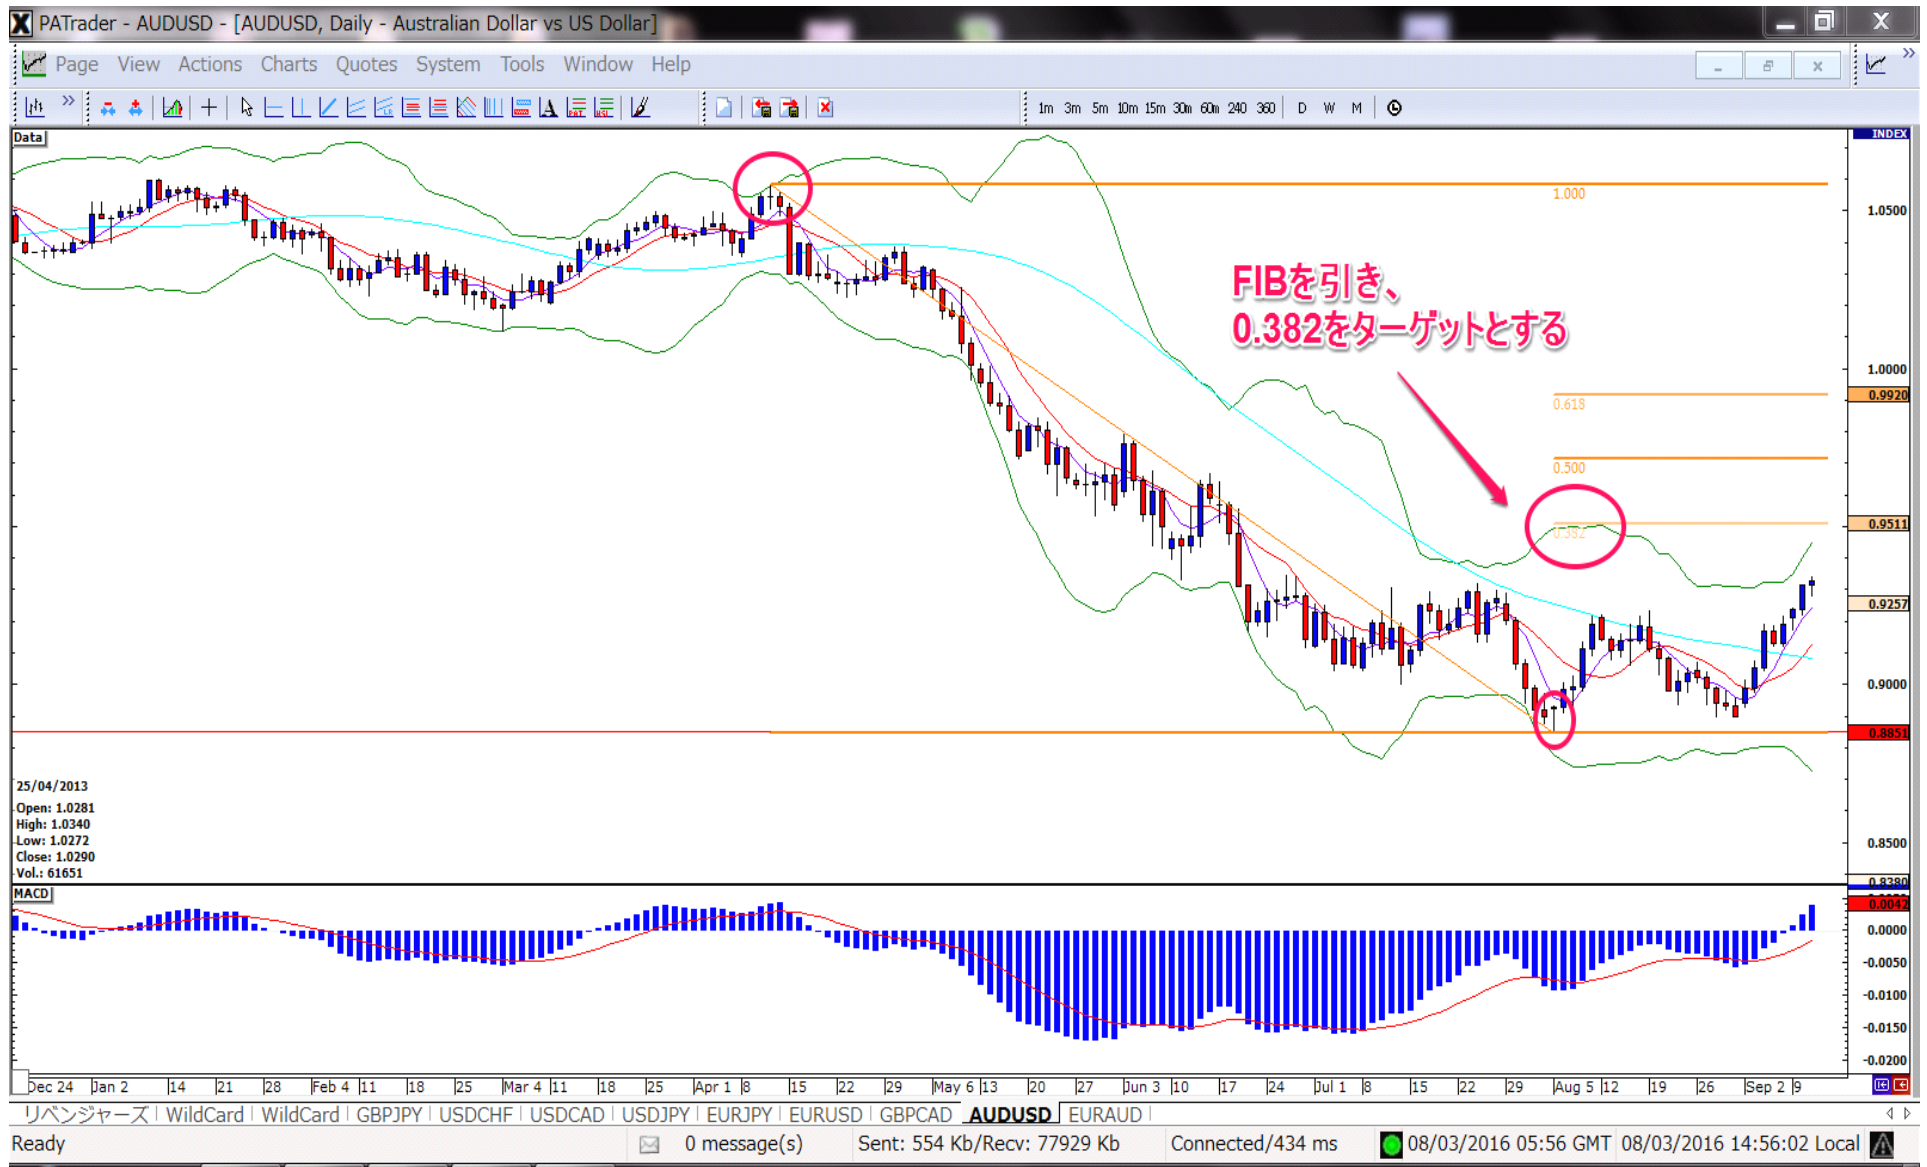 PATrader - AUDUSD - [AUDUSD, Daily - Australian Dollar vs US Dollar]
Page View Actions Charts Quotes System Tools Window Help
1m 3m 5m 10m 15m 30m 60m 240 360 D W M
Data
INDEX
1.000
1.0500
FIBを引き、
0.382をターゲットとする
1.0000
0.9920
0.618
0.500
0.9511
0.382
0.9257
0.9000
0.8851
25/04/2013
Open: 1.0281
High: 1.0340
Low: 1.0272
Close: 1.0290
Vol.: 61651
0.8500
0.8380
MACD
0.0042
0.0000
-0.0050
-0.0100
-0.0150
-0.0200
Dec 24 Jan 2 14 21 28 Feb 4 11 18 25 Mar 4 11 18 25 Apr 1 8 15 22 29 May 6 13 20 27 Jun 3 10 17 24 Jul 1 8 15 22 29 Aug 5 12 19 26 Sep 2 9
リベンジャーズ WildCard WildCard GBPJPY USDCHF USDCAD USDJPY EURJPY EURUSD GBPCAD AUDUSD EURAUD
Ready 0 message(s) Sent: 554 Kb/Recv: 77929 Kb Connected/434 ms 08/03/2016 05:56 GMT 08/03/2016 14:56:02 Local